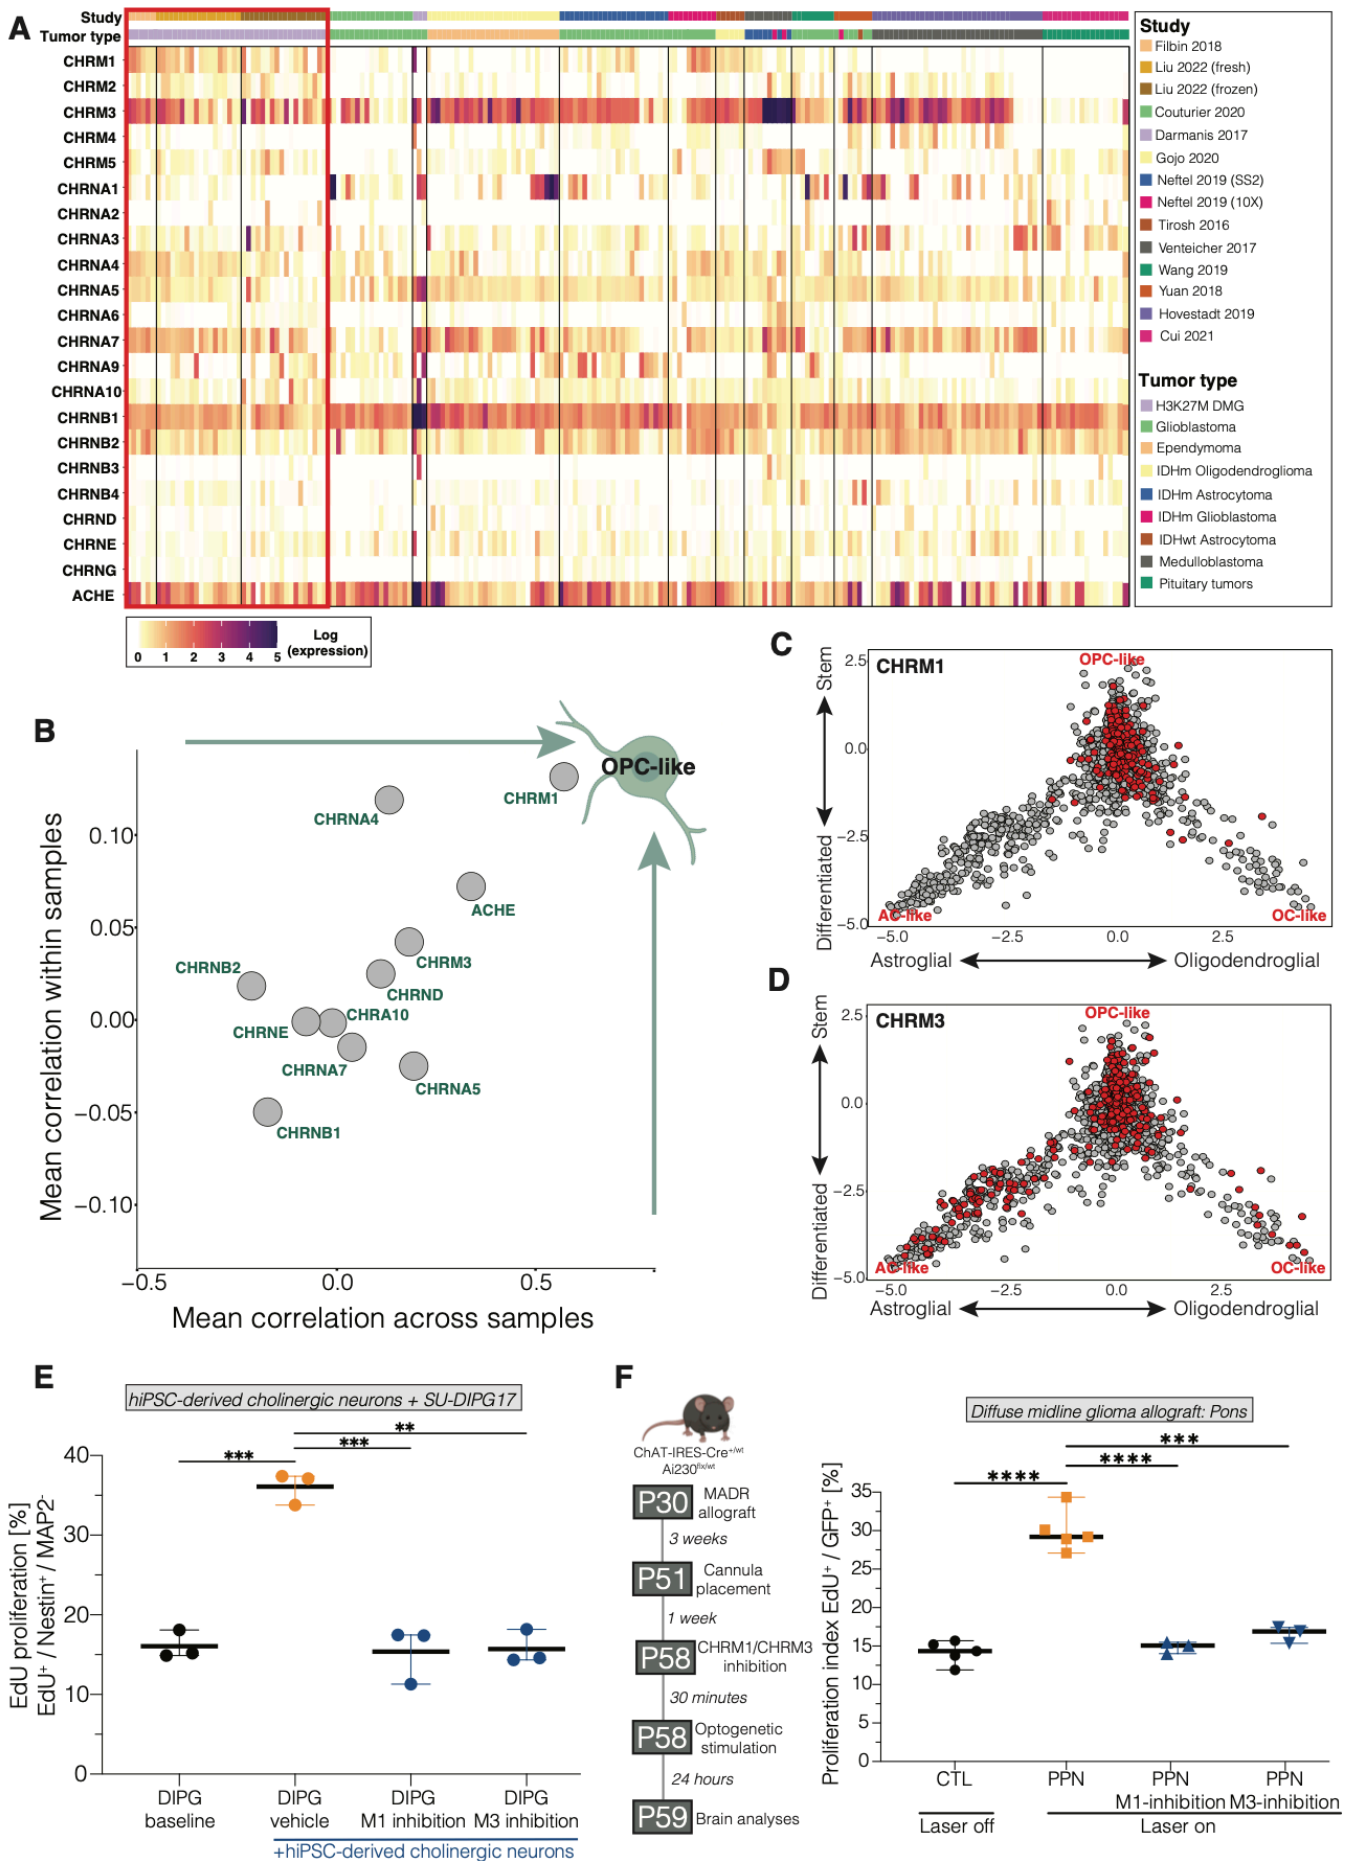 A
Study
Tumor type
CHRM1
CHRM2
CHRM3
CHRM4
CHRM5
CHRNA1
CHRNA2
CHRNA3
CHRNA4
CHRNA5
CHRNA6
CHRNA7
CHRNA9
CHRNA10
CHRNB1
CHRNB2
CHRNB3
CHRNB4
CHRND
CHRNE
CHRNG
ACHE
0 1 2 3 4 5
Log
(expression)
Study
Filbin 2018
Liu 2022 (fresh)
Liu 2022 (frozen)
Couturier 2020
Darmanis 2017
Gojo 2020
Neftel 2019 (SS2)
Neftel 2019 (10X)
Tirosh 2016
Venteicher 2017
Wang 2019
Yuan 2018
Hovestadt 2019
Cui 2021
Tumor type
H3K27M DMG
Glioblastoma
Ependymoma
IDHm Oligodendroglioma
IDHm Astrocytoma
IDHm Glioblastoma
IDHwt Astrocytoma
Medulloblastoma
Pituitary tumors
B
Mean correlation within samples
0.10
0.05
0.00
−0.05
−0.10
OPC-like
CHRM1
CHRNA4
ACHE
CHRM3
CHRNB2
CHRND
CHRA10
CHRNE
CHRNA7
CHRNA5
CHRNB1
−0.5 0.0 0.5
Mean correlation across samples
C
CHRM1
OPC-like
Differentiated
Stem
2.5
0.0
−2.5
−5.0
AC-like
OC-like
−5.0 −2.5 0.0 2.5
Astroglial
Oligodendroglial
D
CHRM3
OPC-like
Differentiated
Stem
2.5
0.0
−2.5
−5.0
AC-like
OC-like
−5.0 −2.5 0.0 2.5
Astroglial
Oligodendroglial
E
hiPSC-derived cholinergic neurons + SU-DIPG17
***
***
**
EdU proliferation [%]
EdU⁺ / Nestin⁺ / MAP2⁻
40
30
20
10
0
DIPG
baseline
DIPG
vehicle
DIPG
M1 inhibition
DIPG
M3 inhibition
+hiPSC-derived cholinergic neurons
F
ChAT-IRES-Cre+/wt
Ai230flx/wt
P30 MADR
allograft
3 weeks
P51 Cannula
placement
1 week
P58 CHRM1/CHRM3
inhibition
30 minutes
P58 Optogenetic
stimulation
24 hours
P59 Brain analyses
Diffuse midline glioma allograft: Pons
****
****
***
Proliferation index EdU⁺ / GFP⁺ [%]
35
30
25
20
15
10
5
0
CTL
PPN
PPN
M1-inhibition
PPN
M3-inhibition
Laser off
Laser on